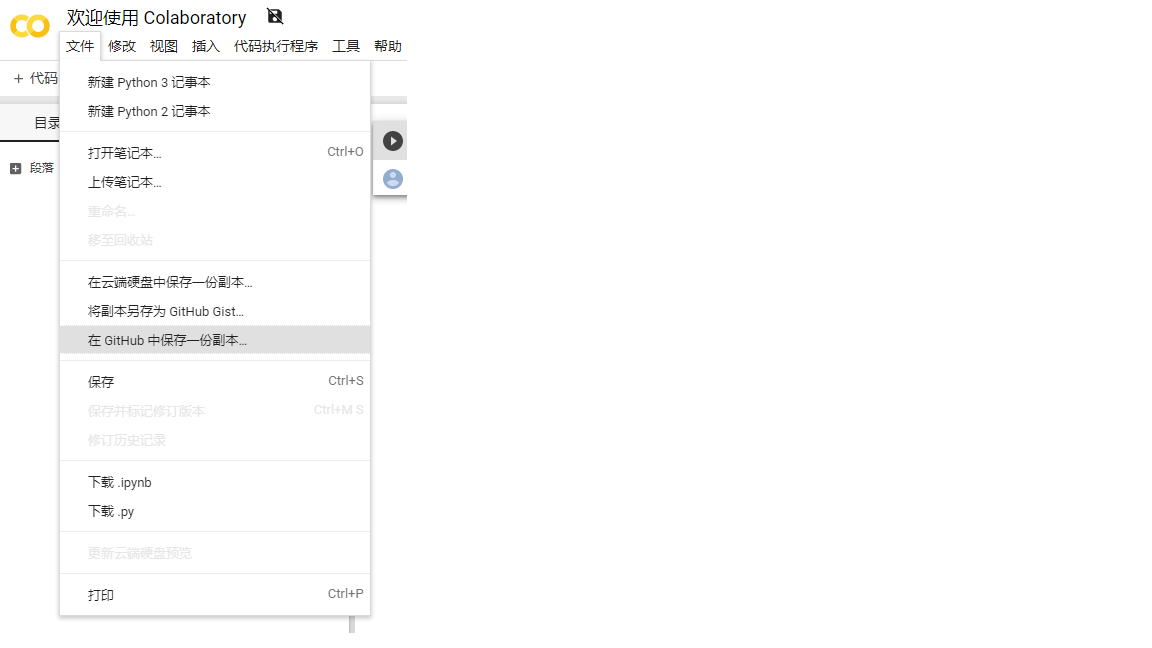 欢迎使用 Colaboratory
文件 修改 视图 插入 代码执行程序 工具 帮助
+ 代码
目录
段落
新建 Python 3 记事本
新建 Python 2 记事本
打开笔记本... Ctrl+O
上传笔记本...
重命名...
移至回收站
在云端硬盘中保存一份副本...
将副本另存为 GitHub Gist...
在 GitHub 中保存一份副本...
保存 Ctrl+S
保存并标记修订版本 Ctrl+M S
修订历史记录
下载 .ipynb
下载 .py
更新云端硬盘预览
打印 Ctrl+P